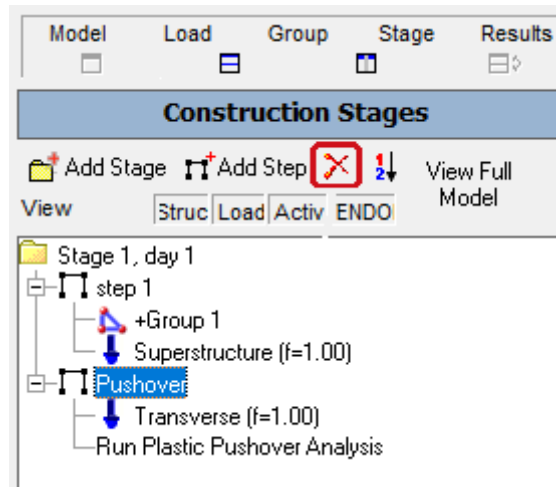 Model Load Group Stage Results
Construction Stages
Add Stage Add Step 1 2 View Full Model
View Struc Load Activ ENDO
Stage 1, day 1
step 1
+Group 1
Superstructure (f=1.00)
Pushover
Transverse (f=1.00)
Run Plastic Pushover Analysis